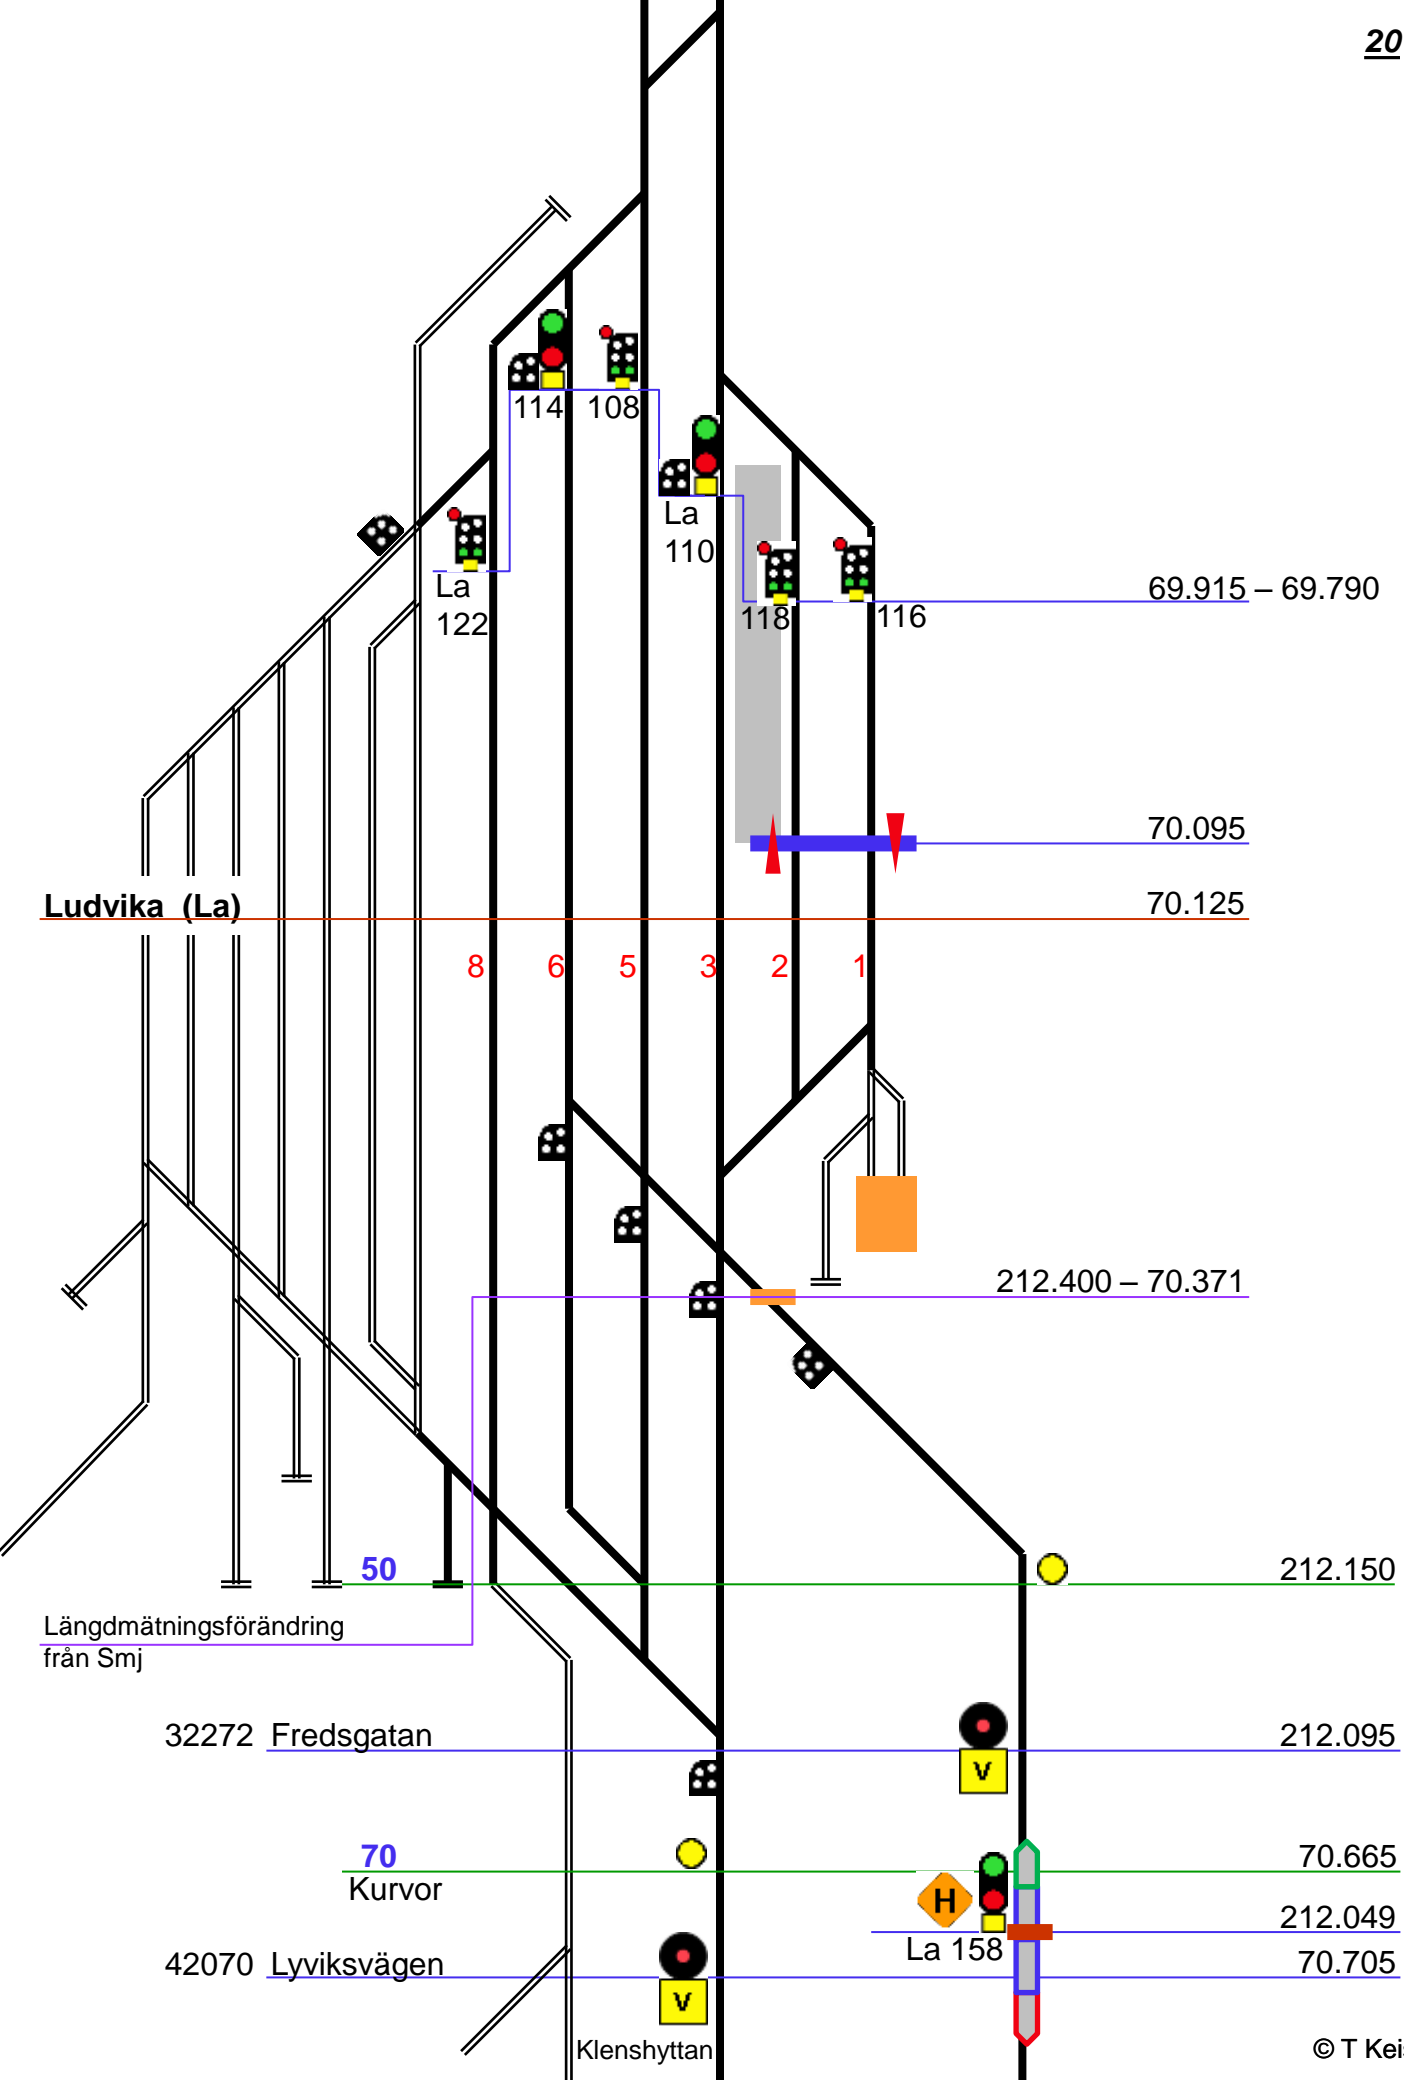 20
114 108
La
110
La
122
118 116
69.915 – 69.790
70.095
Ludvika (La)
70.125
8 6 5 3 2 1
212.400 – 70.371
50
212.150
Längdmätningsförändring
från Smj
32272 Fredsgatan
212.095
V
70
70.665
Kurvor
H
La 158
212.049
42070 Lyviksvägen
70.705
V
Klenshyttan
© T Kei